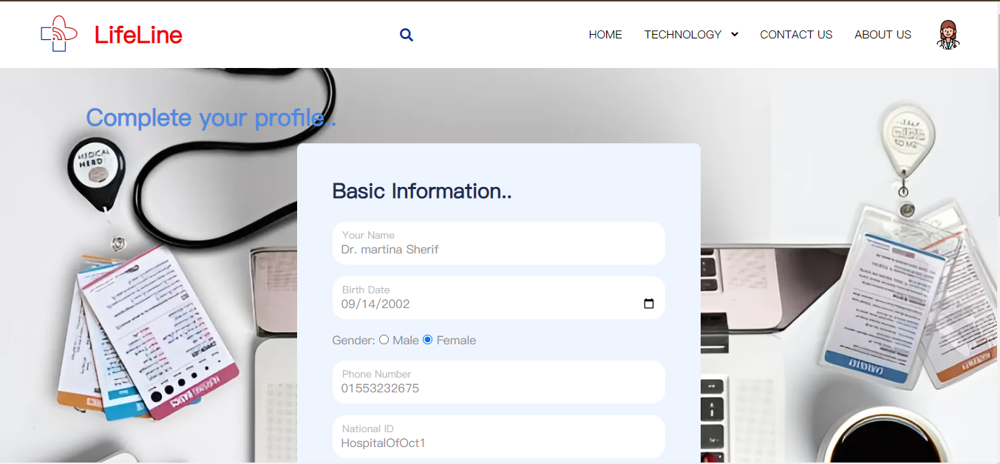 LifeLine
HOME TECHNOLOGY CONTACT US ABOUT US
Complete your profile..
Basic Information..
Your Name
Dr. martina Sherif
Birth Date
09/14/2002
Gender: Male Female
Phone Number
01553232675
National ID
HospitalOfOct1